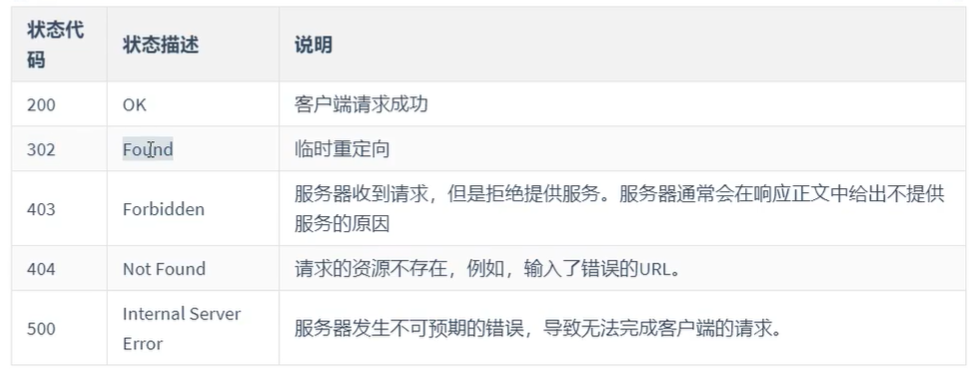 状态代码 状态描述 说明
200 OK 客户端请求成功
302 Found 临时重定向
403 Forbidden 服务器收到请求，但是拒绝提供服务。服务器通常会在响应正文中给出不提供
服务的原因
404 Not Found 请求的资源不存在，例如，输入了错误的URL。
500 Internal Server Error 服务器发生不可预期的错误，导致无法完成客户端的请求。